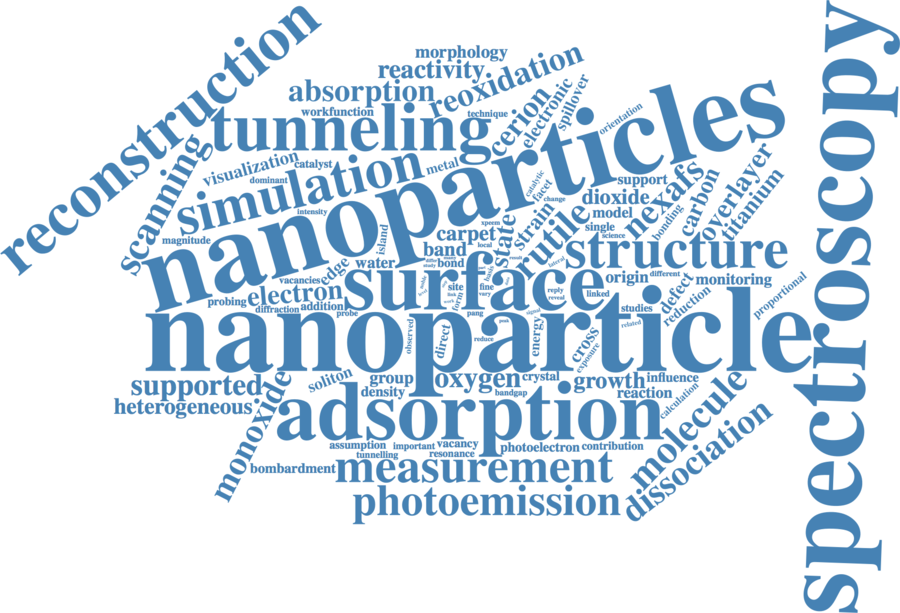 reconstruction
spectroscopy
morphology
reactivity
reoxidation
absorption
workfunction
technique
cerion
electronic
spillover
tunneling
orientation
scanning
visualization
catalyst
metal
dominant
simulation
nanoparticles
intensity
catalytic
facet
change
support
dioxide
nexafs
carbon
overlayer
titanium
model
bonding
single
science
magnitude
island
carpet
xperm
local
state
strain
rutile
structure
band
bond
water
edge
vacancies
electron
surface
lateral
origin
different
monitoring
probing
diffraction
addition
probe
site
fine
vary
form
reply
reveal
linked
defect
reduction
proportional
nanoparticle
pang
signal
studies
related
observed
direct
reduce
energy
cross
exposure
supported
heterogeneous
monoxide
soliton
group
density
oxygen
crystal
bandgap
growth
influence
reaction
calculation
molecule
dissociation
adsorption
assumption
important
vacancy
tunnelling
resonance
photoelectron
contribution
bombardment
measurement
photoemission